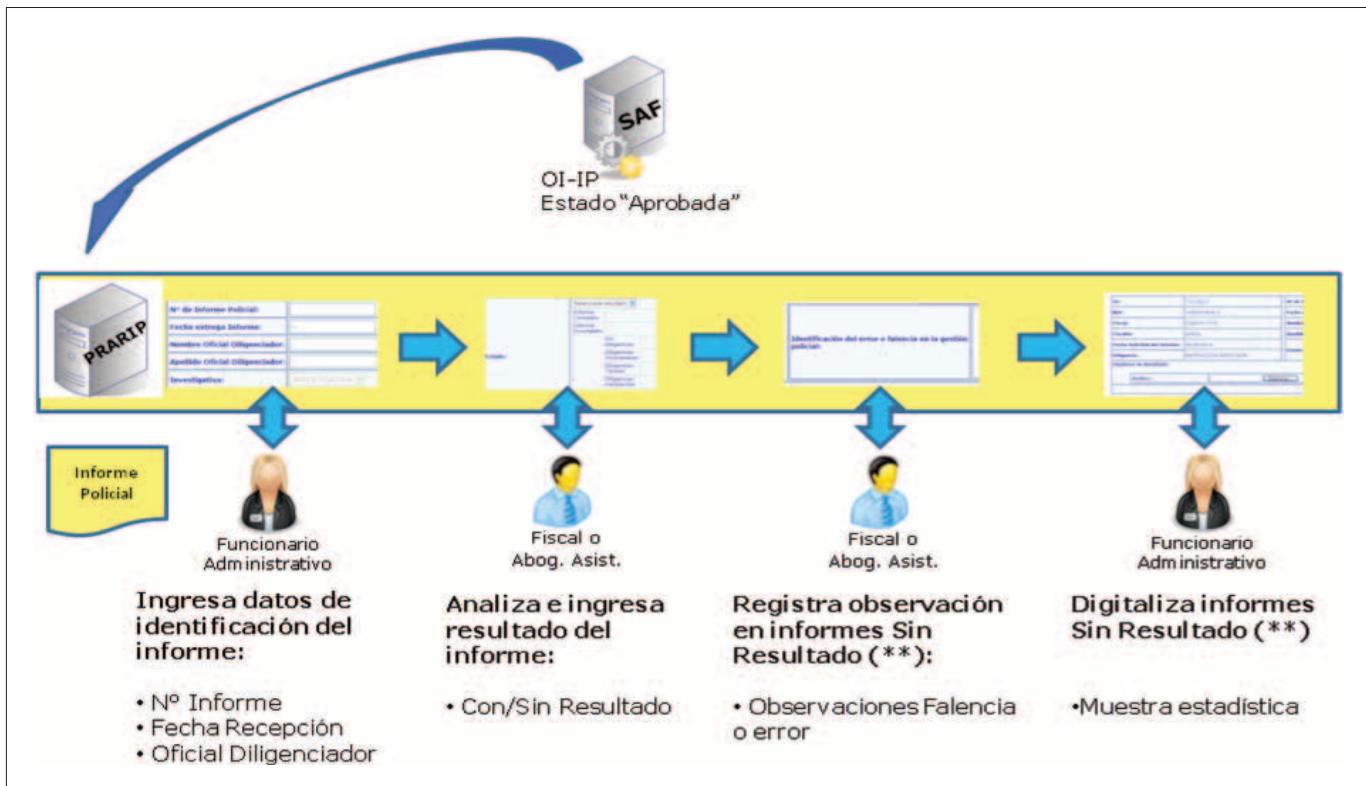 SAF
OI-IP
Estado "Aprobada"
PRARIP
Nº de Informe Policial:
Fecha entrega Informe:
Nombre Oficial Diligenciador:
Apellido Oficial Diligenciador:
Investigativa:
Identificación del error o falencia en la gestión
policial:
Informe
Policial
Funcionario
Administrativo
Fiscal o
Abog. Asist.
Fiscal o
Abog. Asist.
Funcionario
Administrativo
Ingresa datos de
identificación del
informe:
• Nº Informe
• Fecha Recepción
• Oficial Diligenciador
Analiza e ingresa
resultado del
informe:
• Con/Sin Resultado
Registra observación
en informes Sin
Resultado (**):
• Observaciones Falencia
o error
Digitaliza informes
Sin Resultado (**)
•Muestra estadística